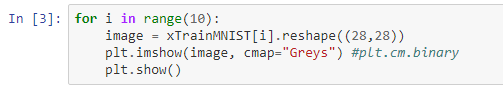 In [3]: for i in range(10):
    image = xTrainMNIST[i].reshape((28,28))
    plt.imshow(image, cmap="Greys") #plt.cm.binary
    plt.show()